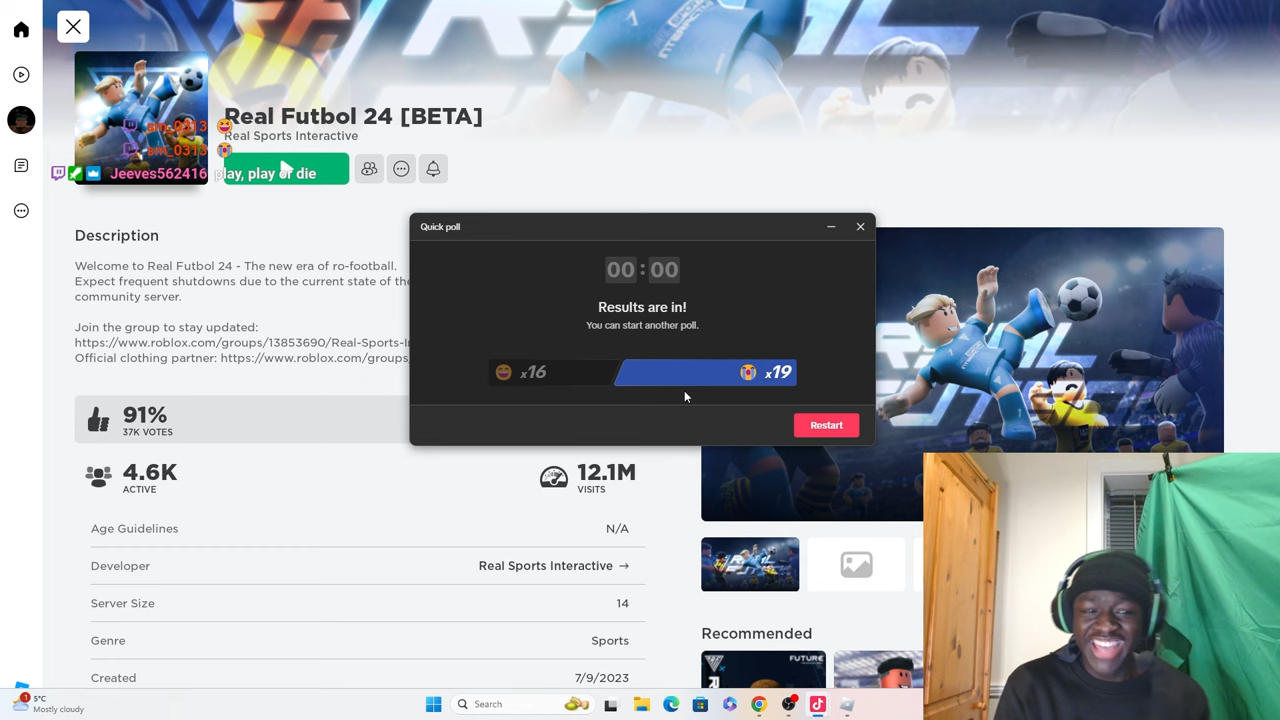 Real Futbol 24 [BETA]
Real Sports Interactive
am_0313 😆
am_0313 😭
Jeeves562416 play, play or die
Description
Welcome to Real Futbol 24 - The new era of ro-football.
Expect frequent shutdowns due to the current state of the
community server.
Join the group to stay updated:
https://www.roblox.com/groups/13853690/Real-Sports-I
Official clothing partner: https://www.roblox.com/groups
Quick poll
00:00
Results are in!
You can start another poll.
😆 x16
😭 x19
Restart
91%
37K VOTES
4.6K
ACTIVE
12.1M
VISITS
Age Guidelines N/A
Developer Real Sports Interactive →
Server Size 14
Genre Sports
Created 7/9/2023
Recommended
FUTURE
1
5°C
Mostly cloudy
Search